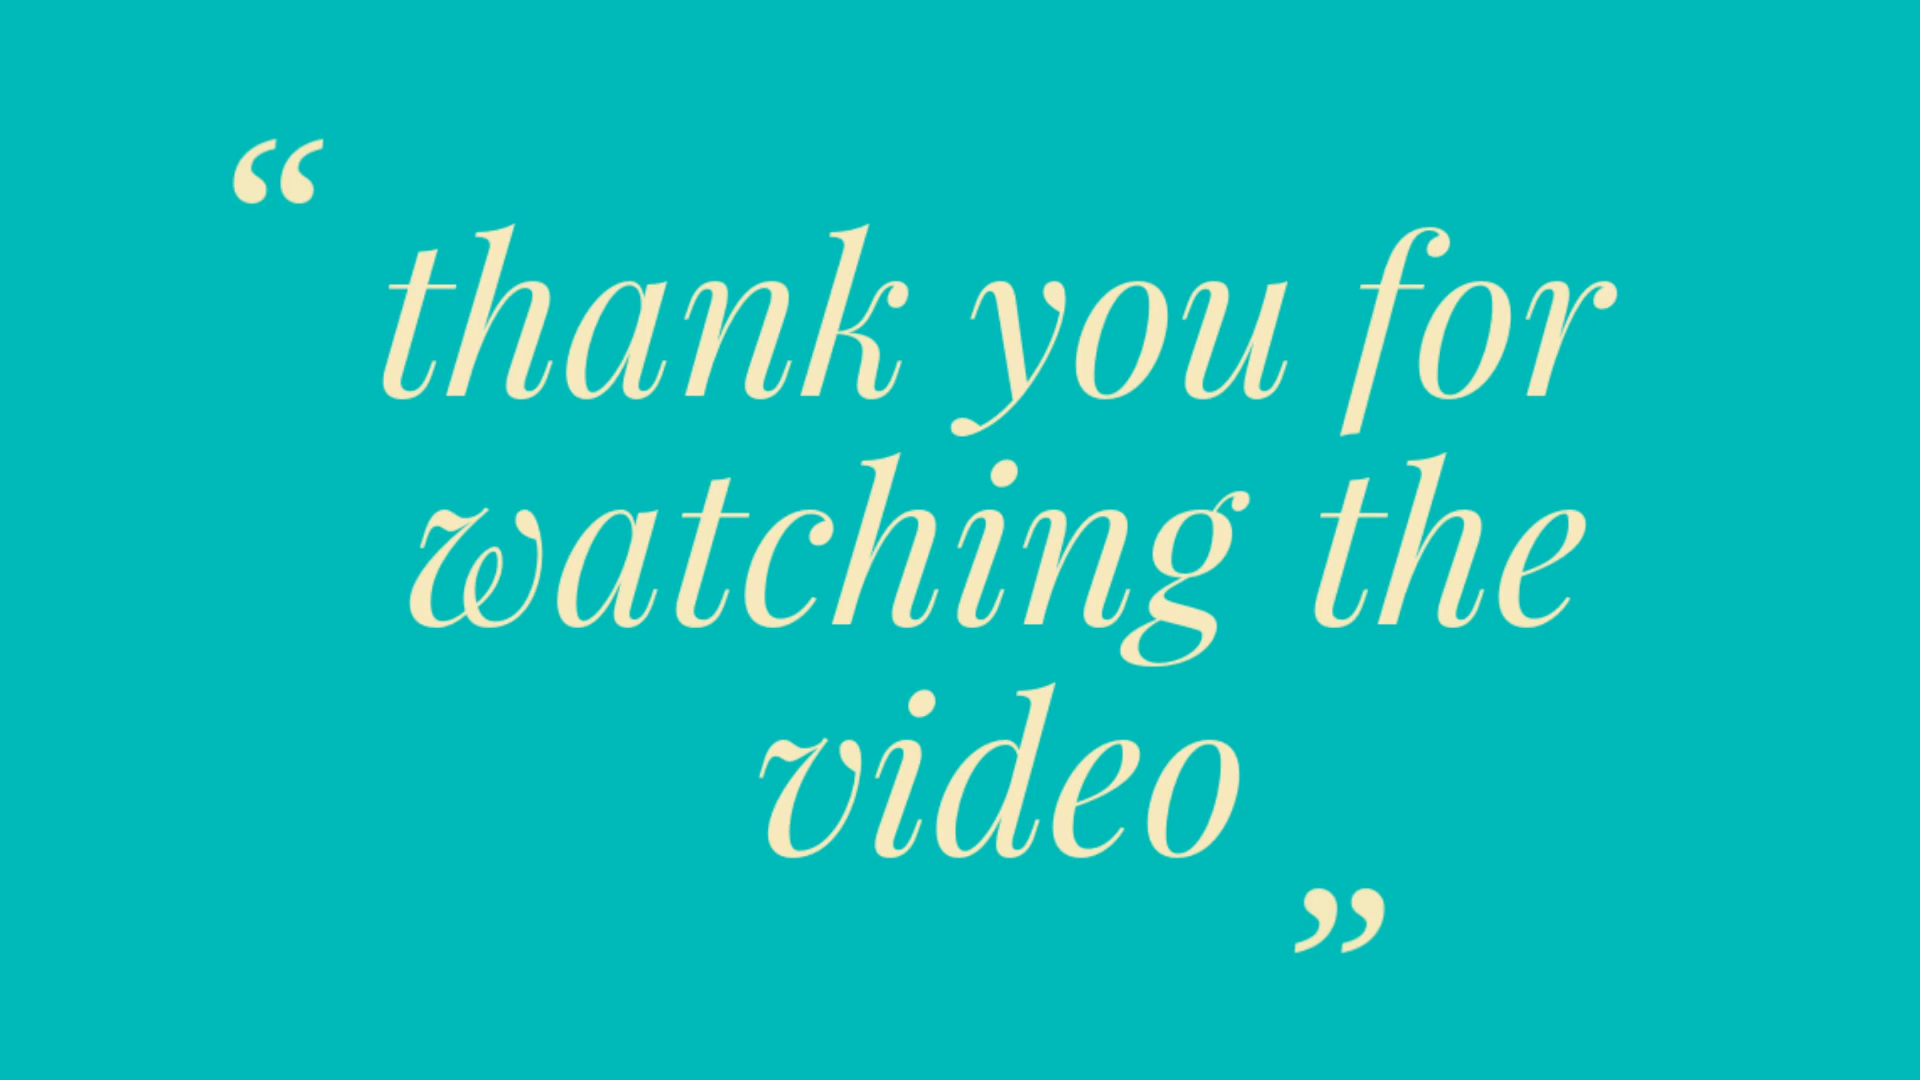 “
thank you for
watching the
video
”